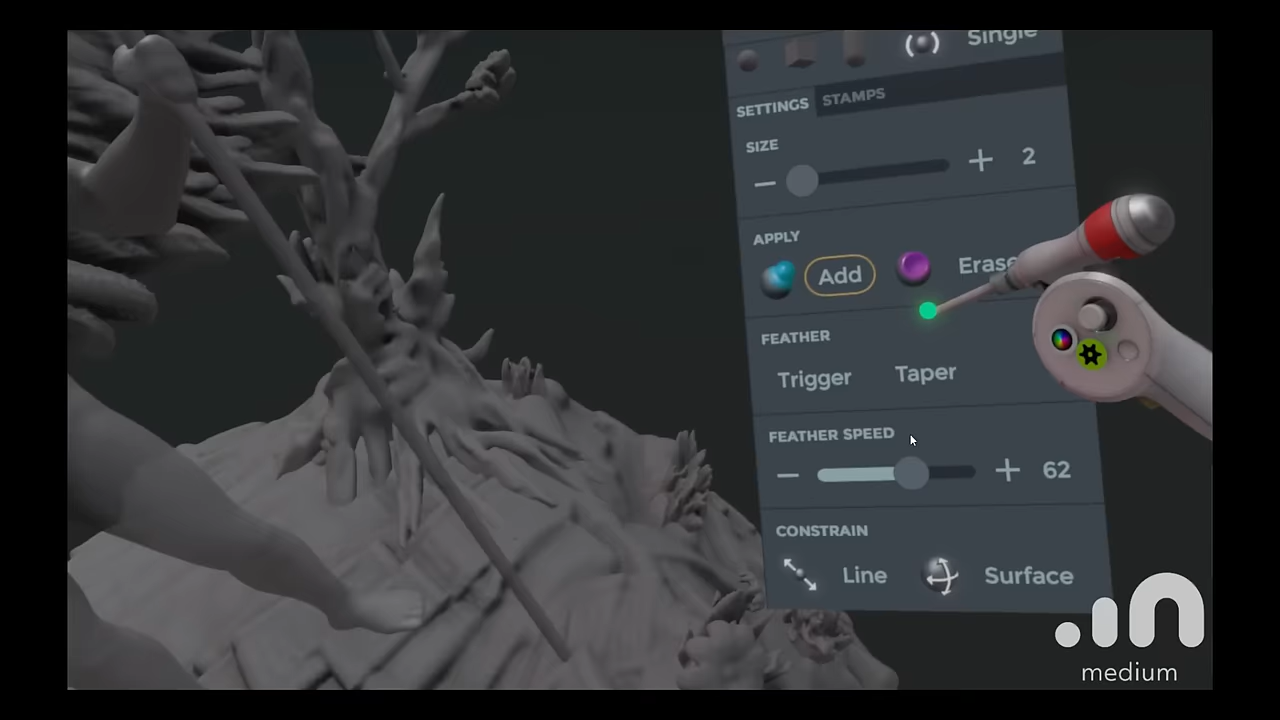 Single
SETTINGS STAMPS
SIZE
2
APPLY
Add Erase
FEATHER
Trigger Taper
FEATHER SPEED
62
CONSTRAIN
Line Surface
medium